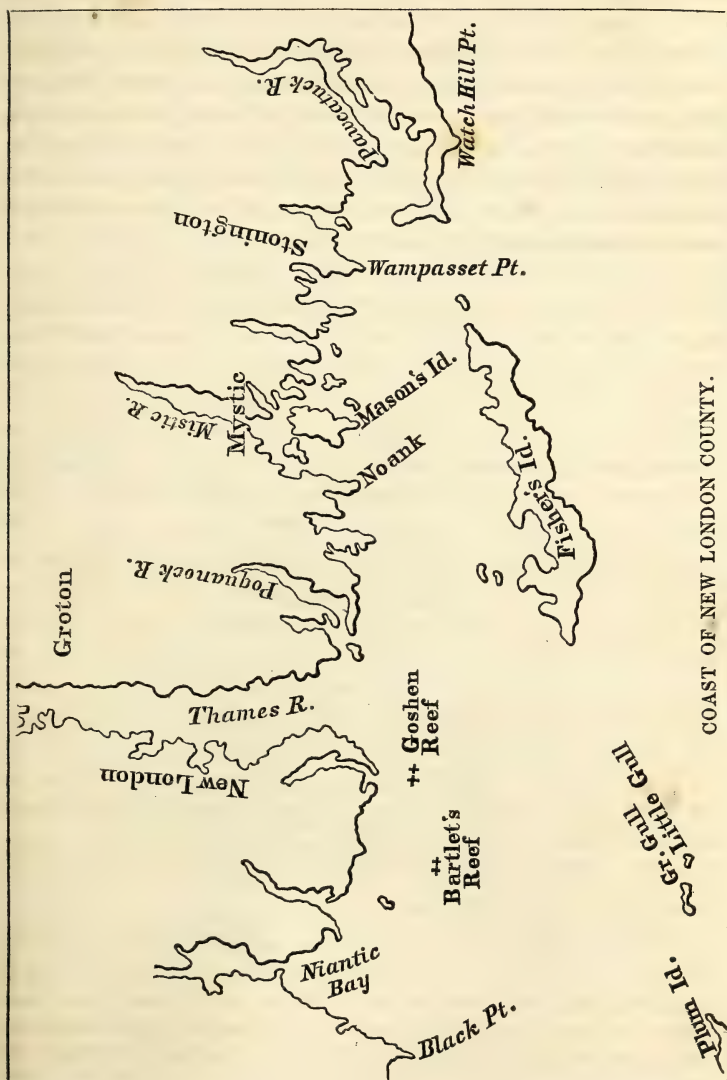 Pawcatuck R.
Watch Hill Pt.
Stonington
Wampasset Pt.
Mistic R.
Mystic
Mason's Id.
Noank
Fisher's Id.
Groton
Poquanock R.
Thames R.
New London
Goshen
Reef
Bartlet's
Reef
Gr. Gull
Little Gull
Niantic
Bay
Black Pt.
Plum Id.
COAST OF NEW LONDON COUNTY.